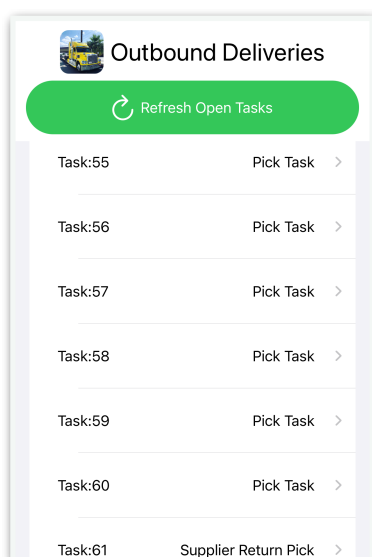 Outbound Deliveries
Refresh Open Tasks
Task:55 Pick Task
Task:56 Pick Task
Task:57 Pick Task
Task:58 Pick Task
Task:59 Pick Task
Task:60 Pick Task
Task:61 Supplier Return Pick